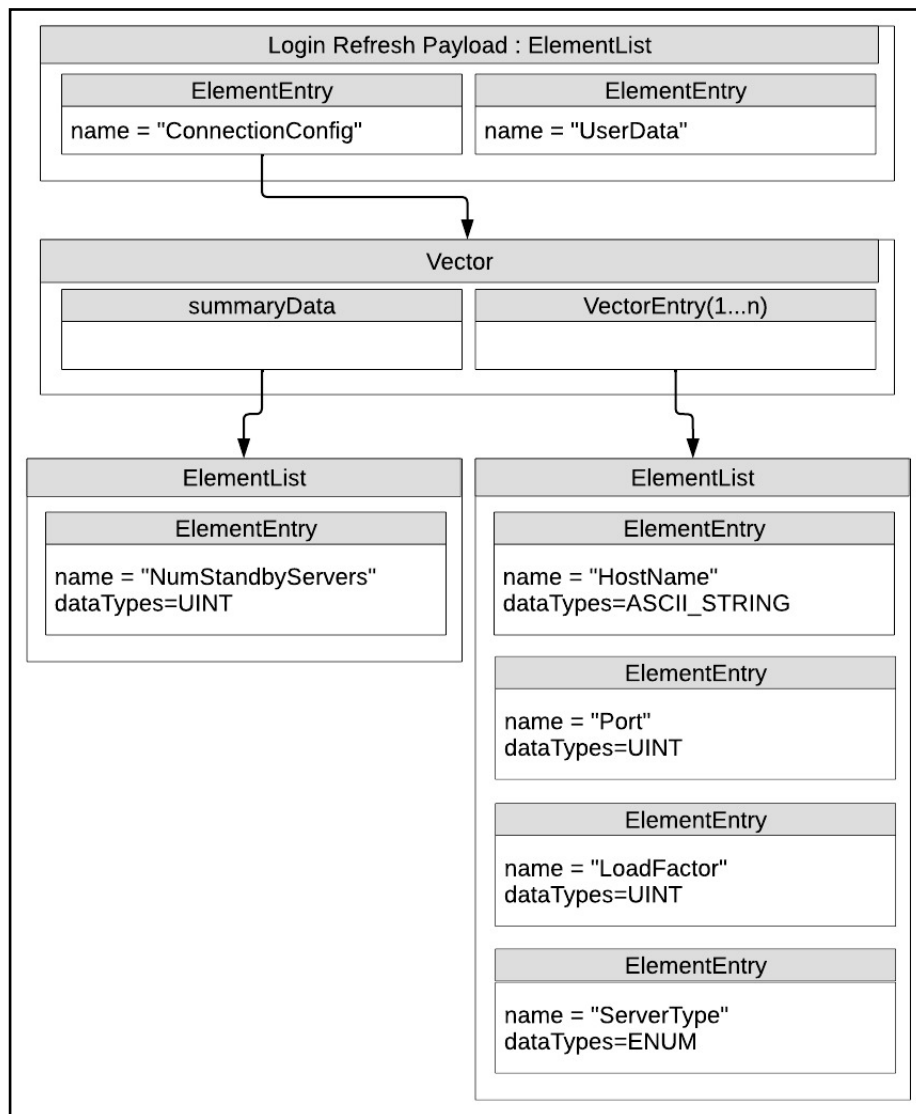 Login Refresh Payload : ElementList
ElementEntry
name = "ConnectionConfig"
ElementEntry
name = "UserData"
Vector
summaryData
VectorEntry(1...n)
ElementList
ElementEntry
name = "NumStandbyServers"
dataTypes=UINT
ElementList
ElementEntry
name = "HostName"
dataTypes=ASCII_STRING
ElementEntry
name = "Port"
dataTypes=UINT
ElementEntry
name = "LoadFactor"
dataTypes=UINT
ElementEntry
name = "ServerType"
dataTypes=ENUM